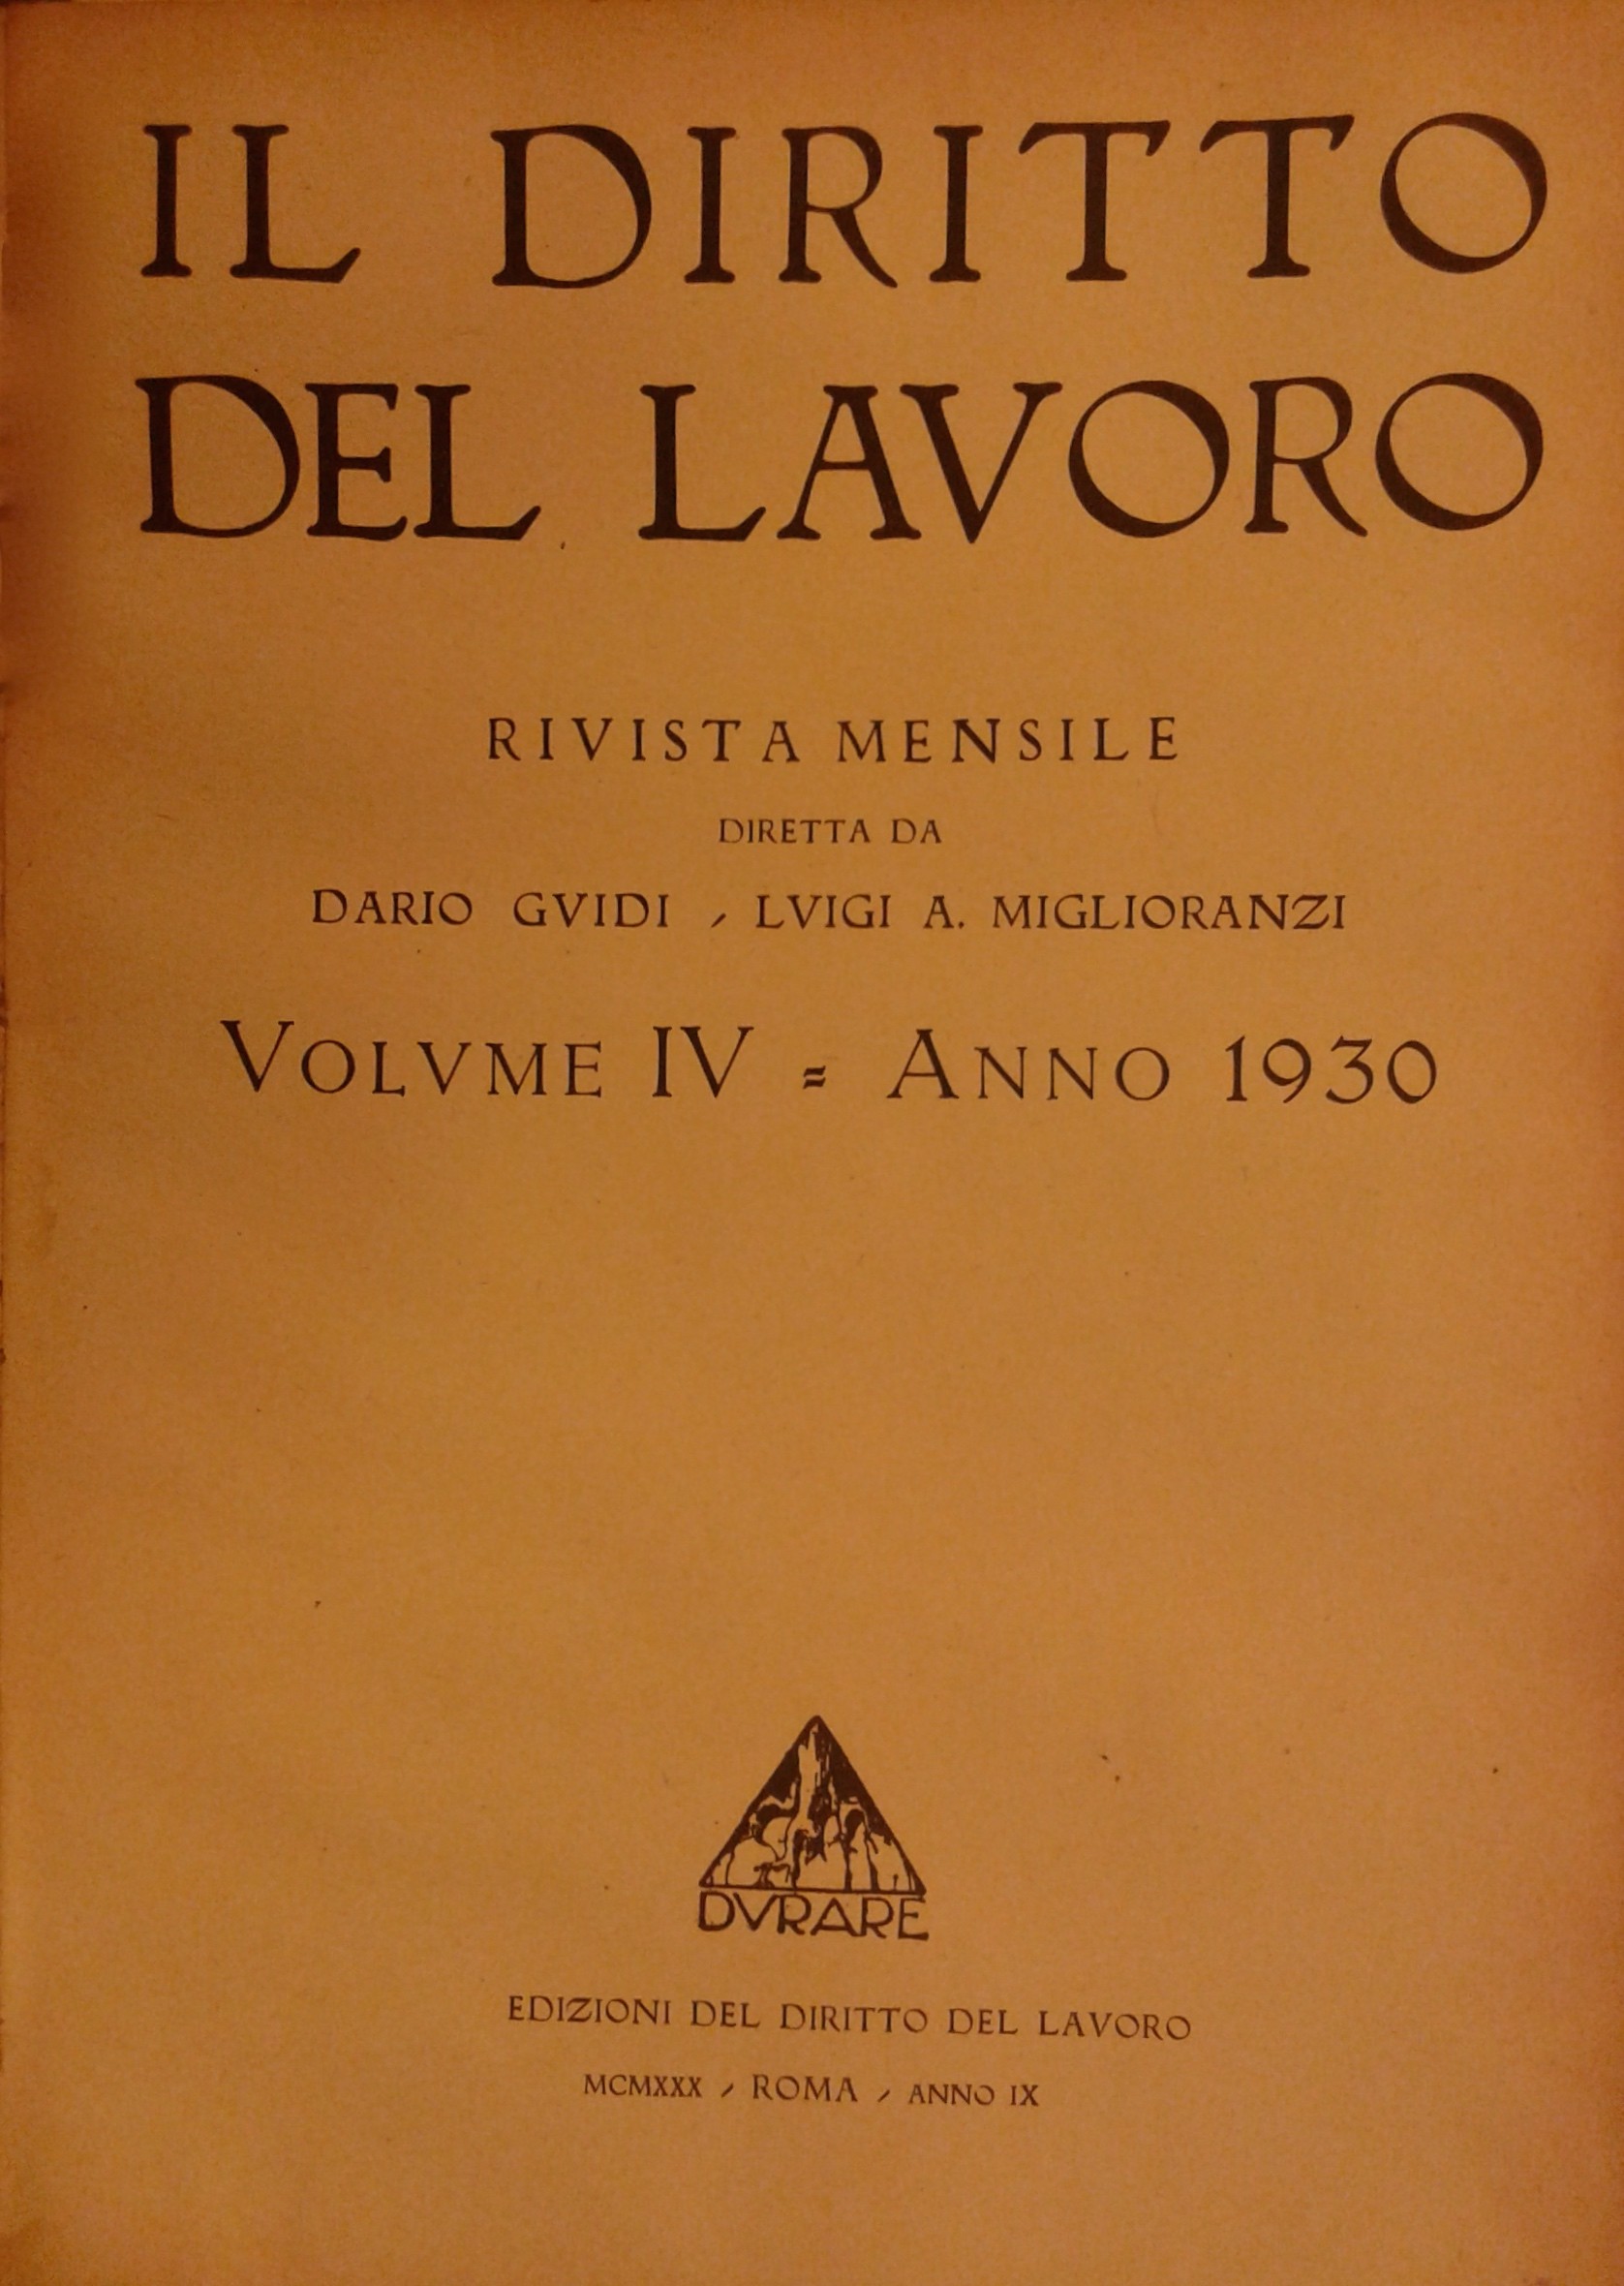 IL DIRITTO
DEL LAVORO
RIVISTA MENSILE
DIRETTA DA
DARIO GVIDI - LVIGI A. MIGLIORANZI
VOLVME IV = ANNO 1930
DVRARE
EDIZIONI DEL DIRITTO DEL LAVORO
MCMXXX - ROMA - ANNO IX